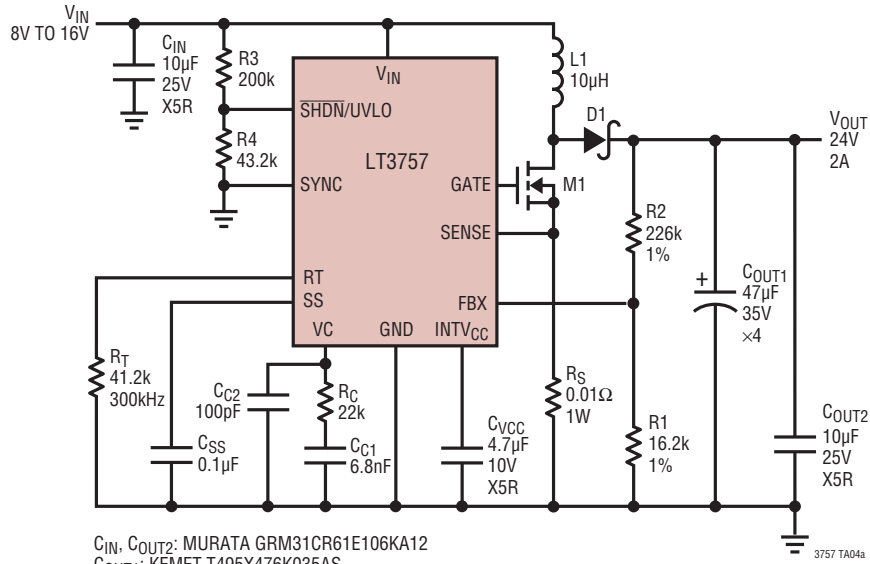 VIN
8V TO 16V
CIN
10µF
25V
X5R
R3
200k
R4
43.2k
VIN
SHDN/UVLO
LT3757
SYNC
GATE
SENSE
RT
SS
FBX
VC
GND
INTVCC
L1
10µH
D1
M1
VOUT
24V
2A
R2
226k
1%
COUT1
47µF
35V
×4
+
RT
41.2k
300kHz
CSS
0.1µF
CC2
100pF
RC
22k
CC1
6.8nF
CVCC
4.7µF
10V
X5R
RS
0.01Ω
1W
R1
16.2k
1%
COUT2
10µF
25V
X5R
3757 TA04a
CIN, COUT2: MURATA GRM31CR61E106KA12
COUT1: KEMET T495X476K035AS